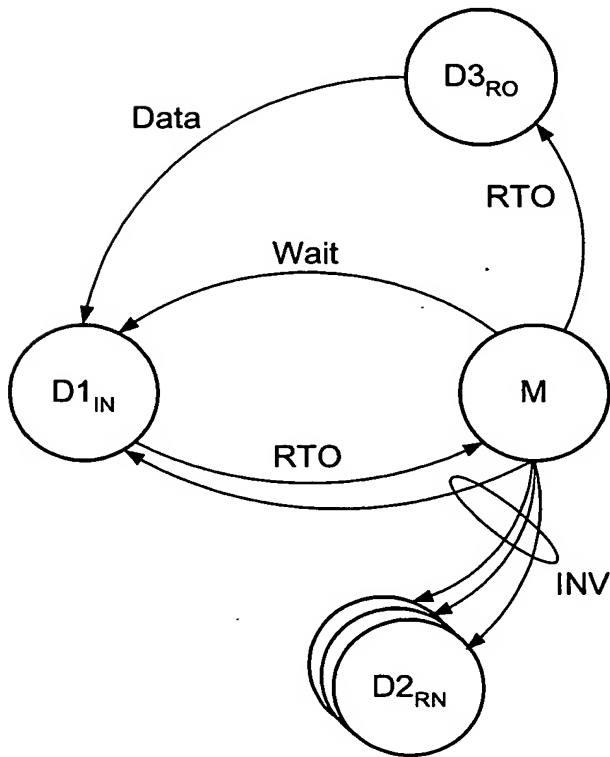 D3RO
Data
RTO
Wait
D1IN
M
RTO
INV
D2RN